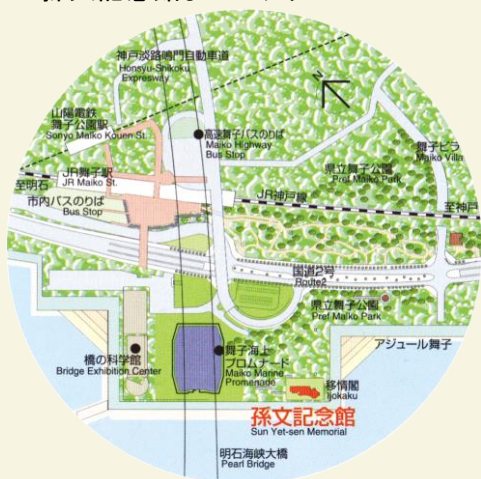 神戸淡路鳴門自動車道
Honsyu-Shikoku
Expresway
N
山陽電鉄
舞子公園駅
Sonyo Maiko Kouen St.
高速舞子バスのりば
Maiko Highway
Bus Stop
舞子ビラ
Maiko Villa
県立舞子公園
Pref Maiko Park
JR舞子駅
JR Maiko St.
至明石
JR神戸線
至神戸
市内バスのりば
Bus Stop
国道2号
Route2
県立舞子公園
Pref Maiko Park
アジュール舞子
橋の科学館
Bridge Exhibition Center
舞子海上
プロムナード
Maiko Marine
Promenade
移情閣
Ijokaku
孫文記念館
Sun Yet-sen Memorial
明石海峡大橋
Pearl Bridge